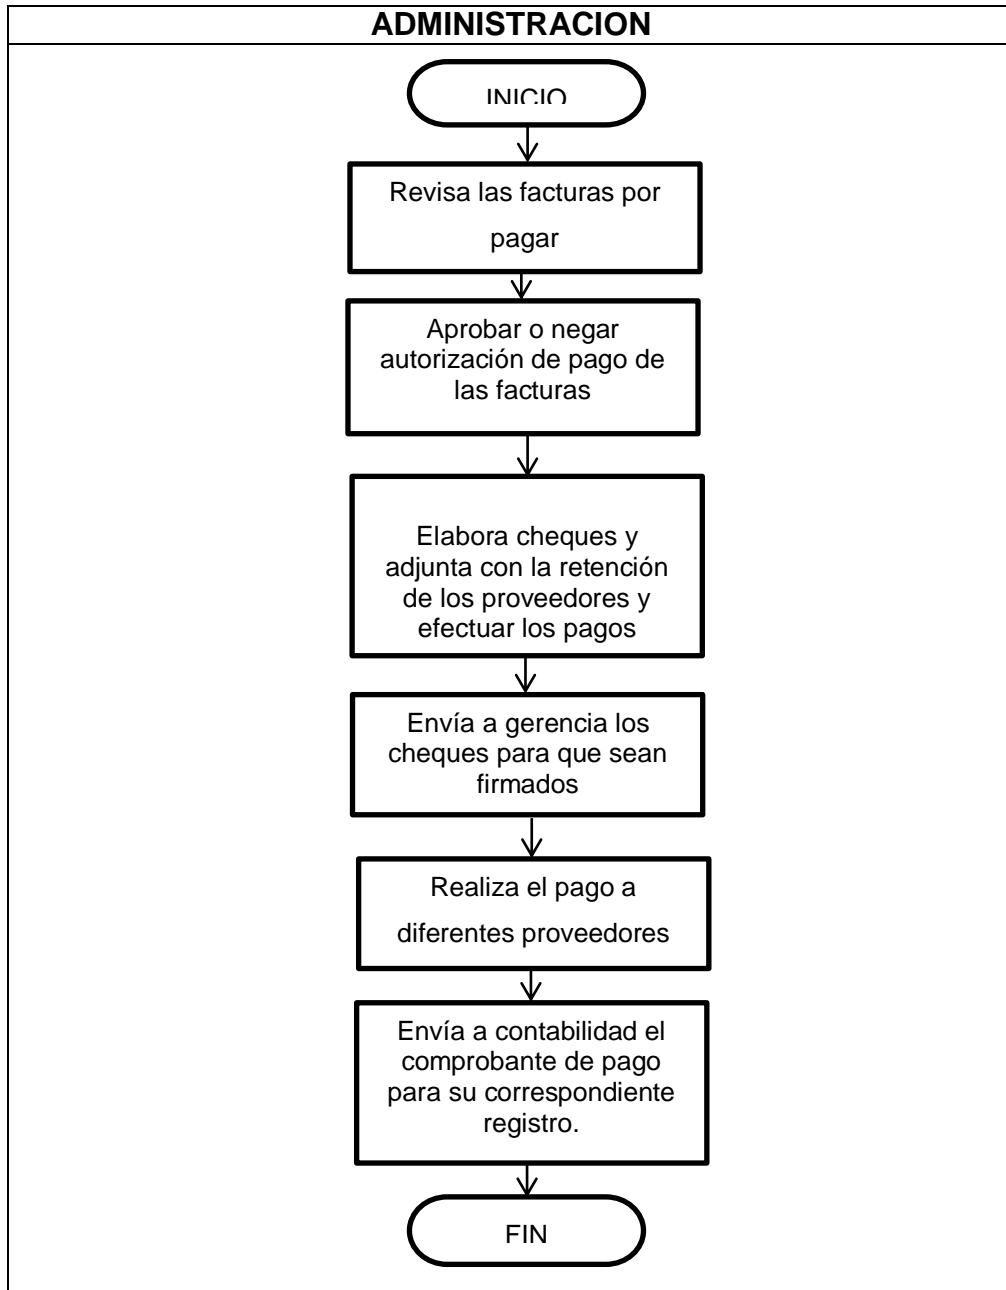 ADMINISTRACION
INICIO
Revisa las facturas por
pagar
Aprobar o negar
autorización de pago de
las facturas
Elabora cheques y
adjunta con la retención
de los proveedores y
efectuar los pagos
Envía a gerencia los
cheques para que sean
firmados
Realiza el pago a
diferentes proveedores
Envía a contabilidad el
comprobante de pago
para su correspondiente
registro.
FIN